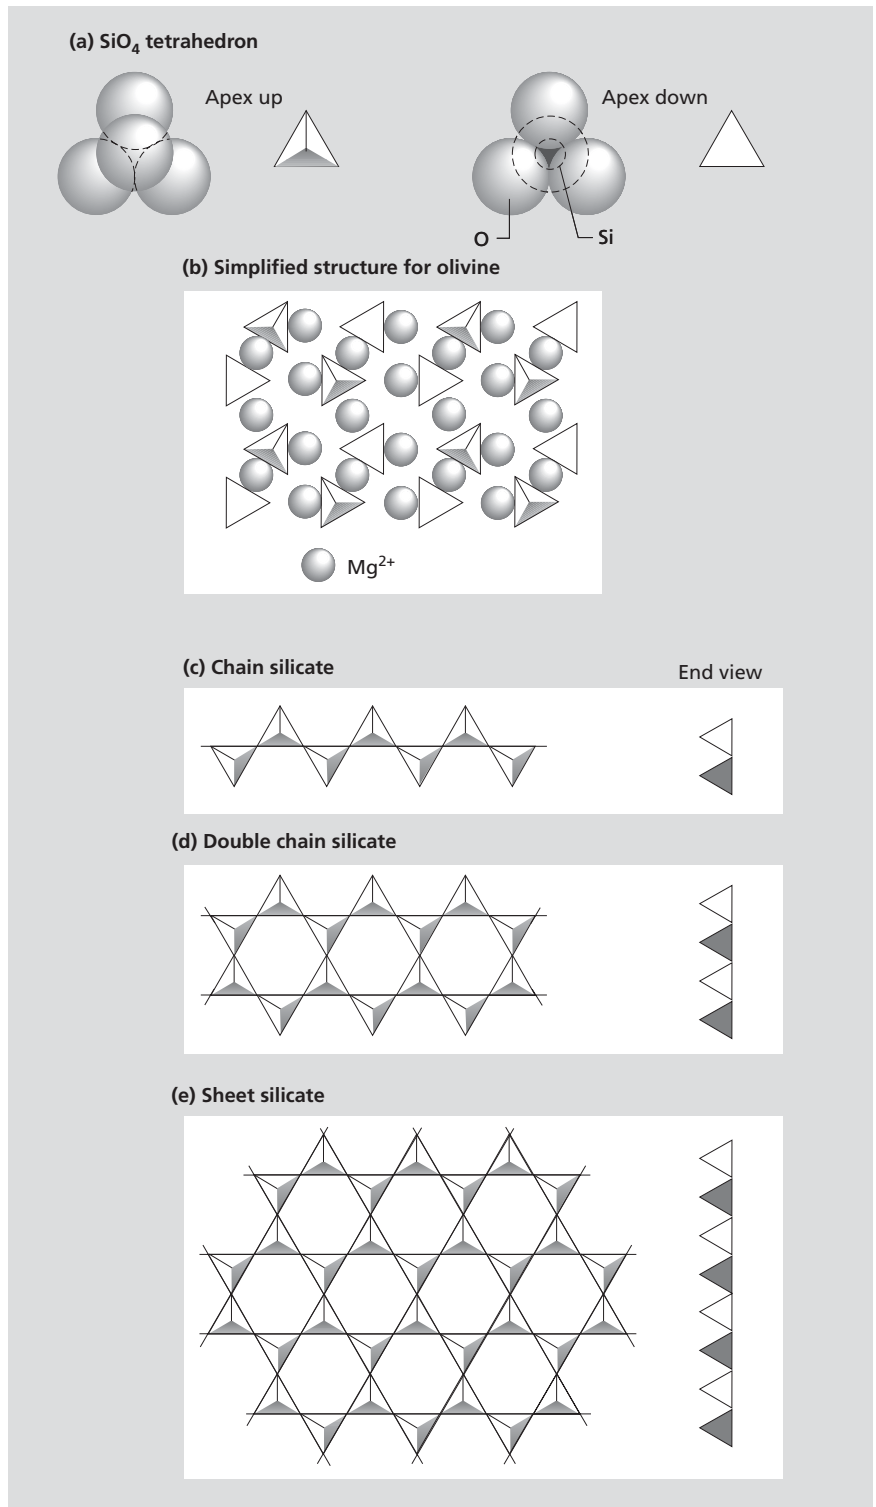 (a) SiO₄ tetrahedron
Apex up
Apex down
O
Si
(b) Simplified structure for olivine
Mg²⁺
(c) Chain silicate
End view
(d) Double chain silicate
(e) Sheet silicate